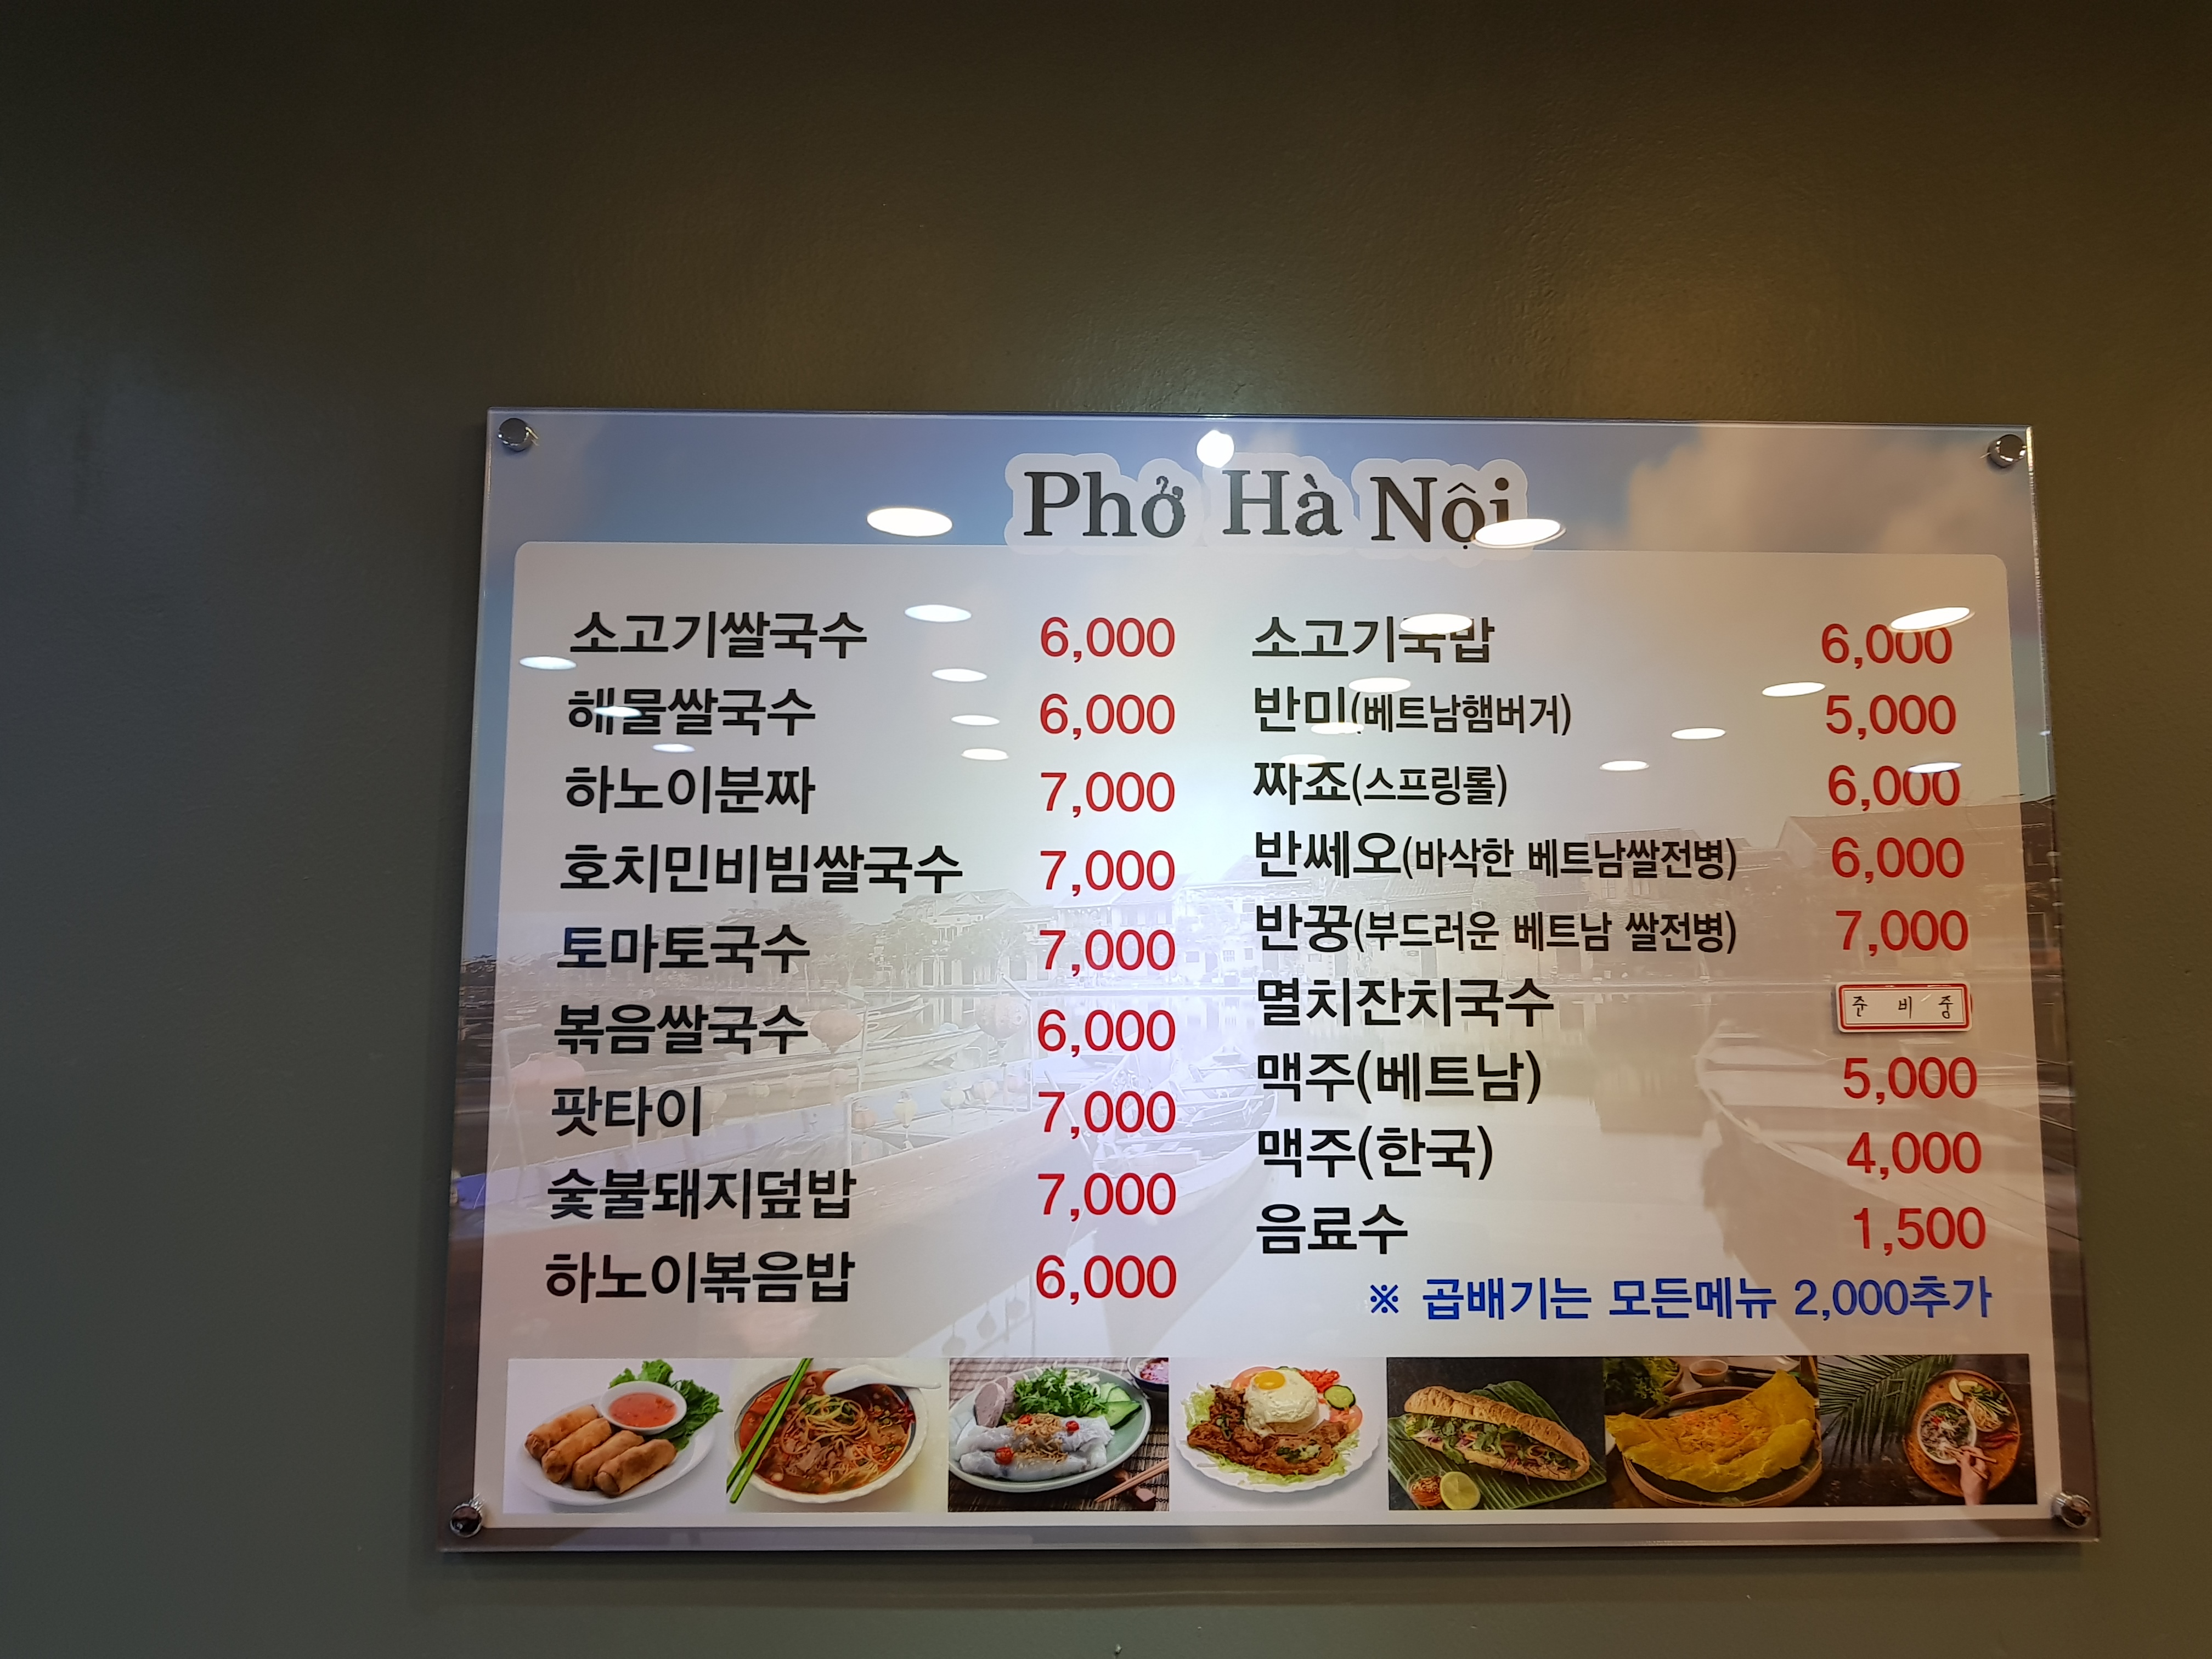 Phở Hà Nội
소고기쌀국수 6,000
해물쌀국수 6,000
하노이분짜 7,000
호치민비빔쌀국수 7,000
토마토국수 7,000
볶음쌀국수 6,000
팟타이 7,000
숯불돼지덮밥 7,000
하노이볶음밥 6,000
소고기국밥 6,000
반미(베트남햄버거) 5,000
짜죠(스프링롤) 6,000
반쎄오(바삭한 베트남쌀전병) 6,000
반꿍(부드러운 베트남 쌀전병) 7,000
멸치잔치국수 준비중
맥주(베트남) 5,000
맥주(한국) 4,000
음료수 1,500
※ 곱배기는 모든메뉴 2,000추가